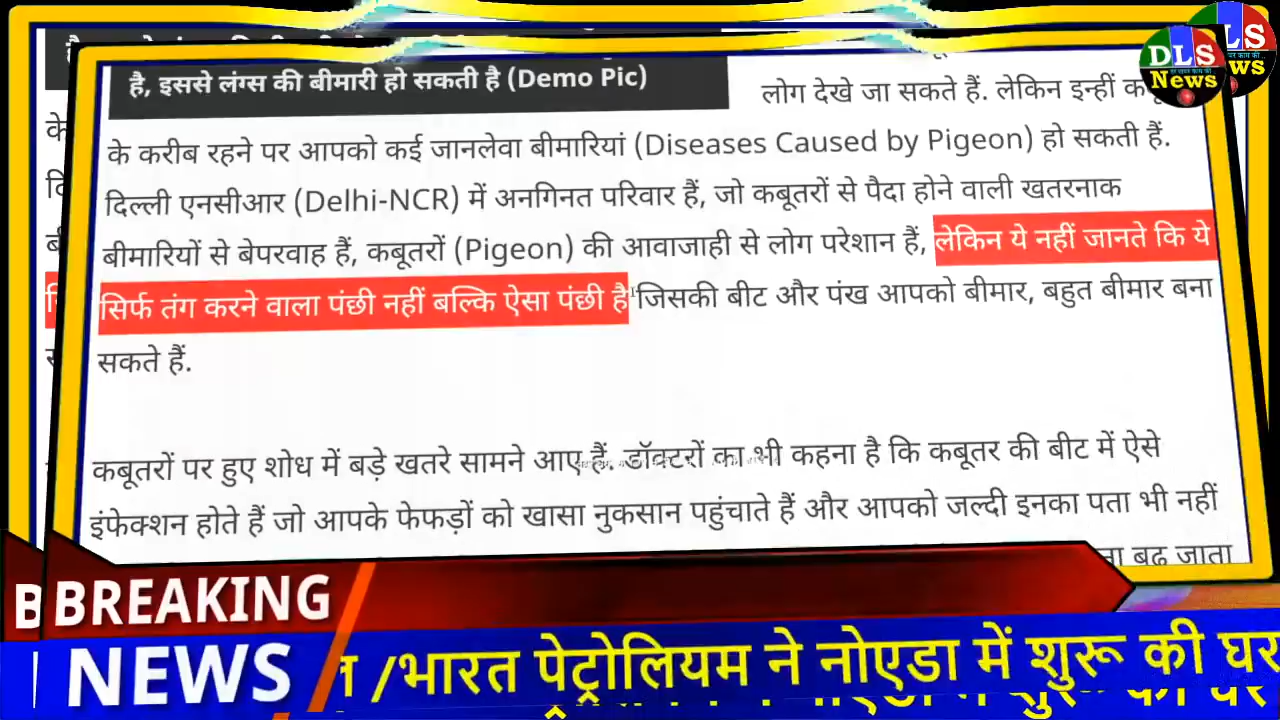 है, इससे लंग्स की बीमारी हो सकती है (Demo Pic)
लोग देखे जा सकते हैं. लेकिन इन्हीं
के करीब रहने पर आपको कई जानलेवा बीमारियां (Diseases Caused by Pigeon) हो सकती हैं.
दिल्ली एनसीआर (Delhi-NCR) में अनगिनत परिवार हैं, जो कबूतरों से पैदा होने वाली खतरनाक
बीमारियों से बेपरवाह हैं, कबूतरों (Pigeon) की आवाजाही से लोग परेशान हैं, लेकिन ये नहीं जानते कि ये
सिर्फ तंग करने वाला पंछी नहीं बल्कि ऐसा पंछी है जिसकी बीट और पंख आपको बीमार, बहुत बीमार बना
सकते हैं.
कबूतरों पर हुए शोध में बड़े खतरे सामने आए हैं. डॉक्टरों का भी कहना है कि कबूतर की बीट में ऐसे
इंफेक्शन होते हैं जो आपके फेफड़ों को खासा नुकसान पहुंचाते हैं और आपको जल्दी इनका पता भी नहीं
बढ़ जाता
DLS
News
BREAKING
NEWS
/भारत पेट्रोलियम ने नोएडा में शुरू की घर